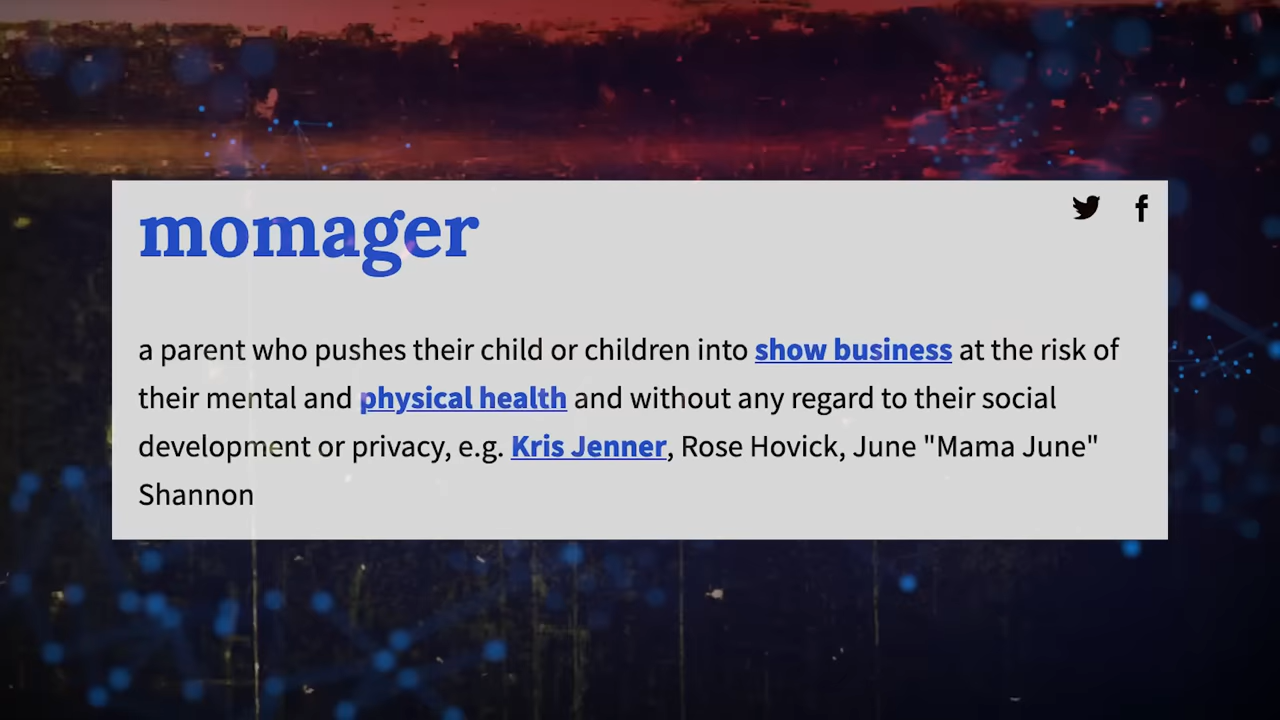 momager
a parent who pushes their child or children into show business at the risk of
their mental and physical health and without any regard to their social
development or privacy, e.g. Kris Jenner, Rose Hovick, June "Mama June"
Shannon